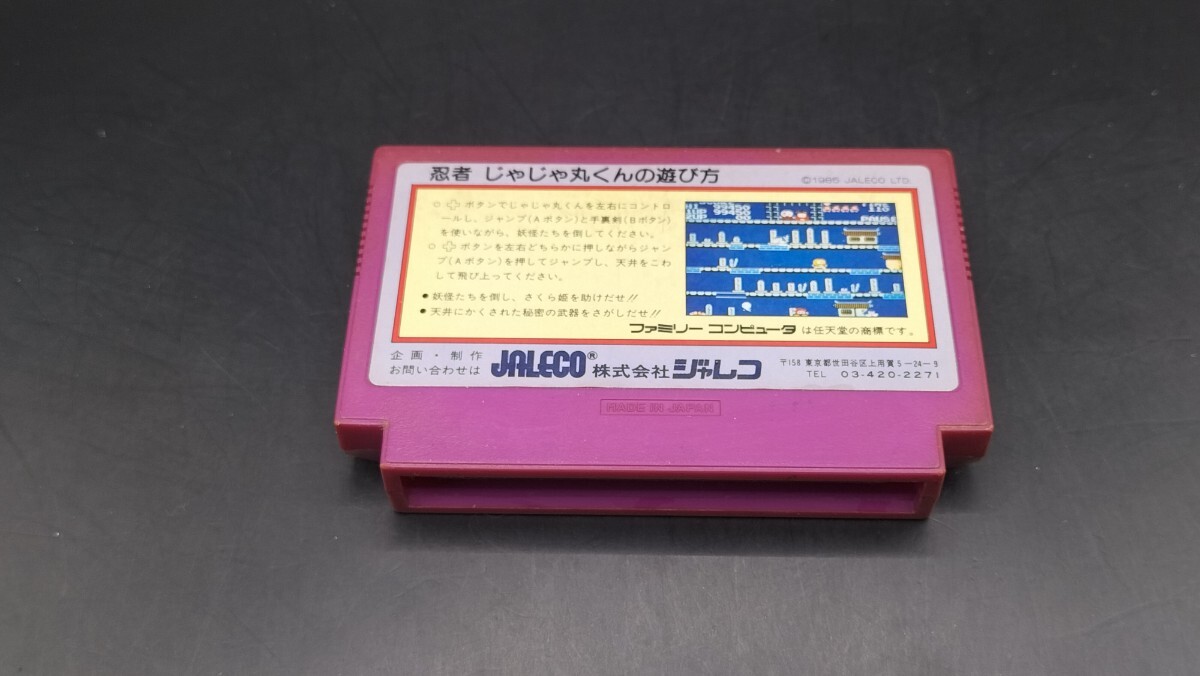 忍者 じゃじゃ丸くんの遊び方
©1985 JALECO LTD.
○✚ボタンでじゃじゃ丸くんを左右にコントロ
ールし、ジャンプ(Aボタン)と手裏剣(Bボタン)
を使いながら、妖怪たちを倒してください。
○✚ボタンを左右どちらかに押しながらジャン
プ(Aボタン)を押してジャンプし、天井をこわ
して飛び上ってください。
●妖怪たちを倒し、さくら姫を助けだせ!!
●天井にかくされた秘密の武器をさがしだせ!!
ファミリー コンピュータ は任天堂の商標です。
企画・制作
お問い合わせは
JALECO® 株式会社 ジャレコ
〒158 東京都世田谷区上用賀5-24-9
TEL 03-420-2271
MADE IN JAPAN